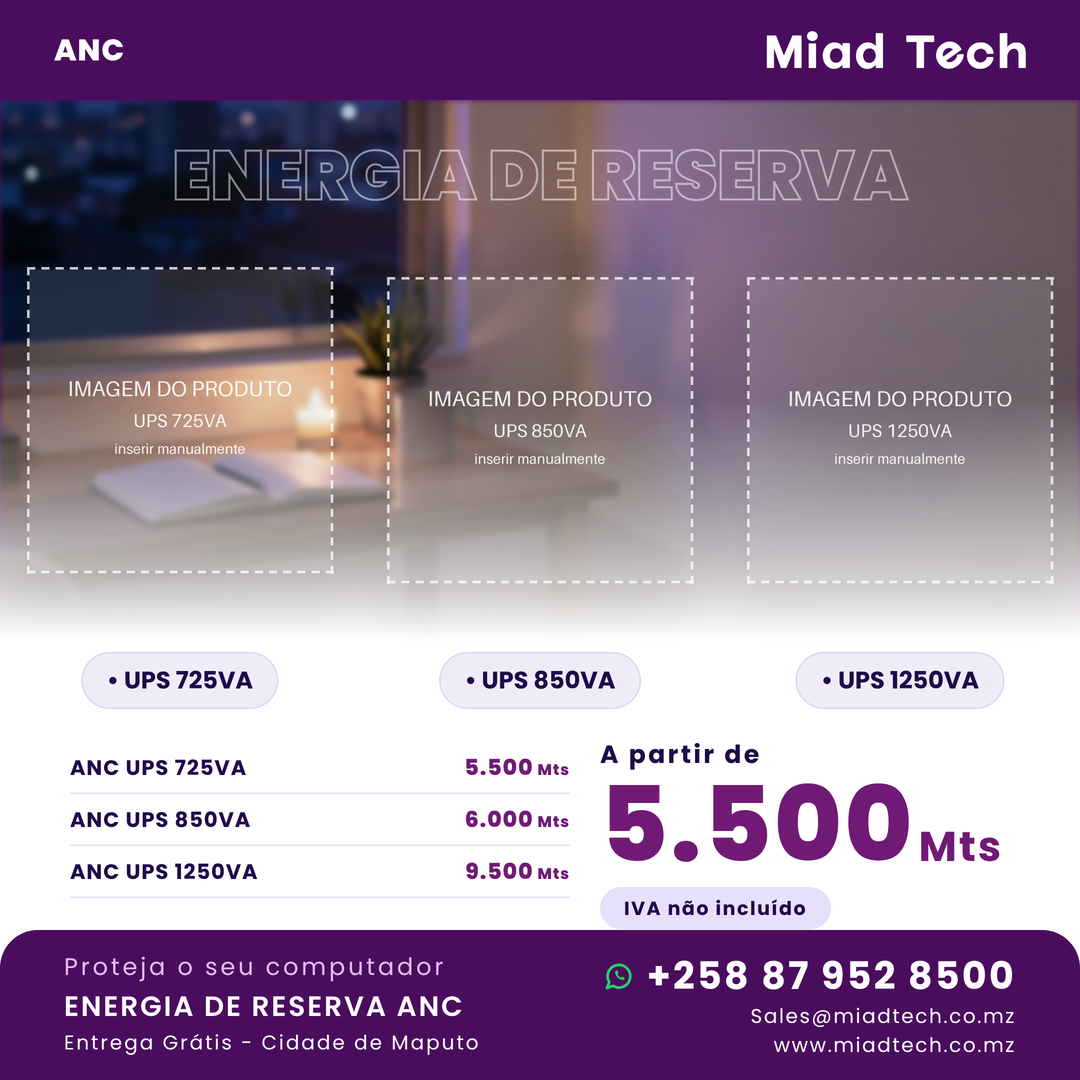 ANC
Miad Tech
ENERGIA DE RESERVA
IMAGEM DO PRODUTO
UPS 725VA
inserir manualmente
IMAGEM DO PRODUTO
UPS 850VA
inserir manualmente
IMAGEM DO PRODUTO
UPS 1250VA
inserir manualmente
• UPS 725VA
• UPS 850VA
• UPS 1250VA
ANC UPS 725VA 5.500 Mts
ANC UPS 850VA 6.000 Mts
ANC UPS 1250VA 9.500 Mts
A partir de
5.500 Mts
IVA não incluído
Proteja o seu computador
ENERGIA DE RESERVA ANC
Entrega Grátis - Cidade de Maputo
+258 87 952 8500
Sales@miadtech.co.mz
www.miadtech.co.mz